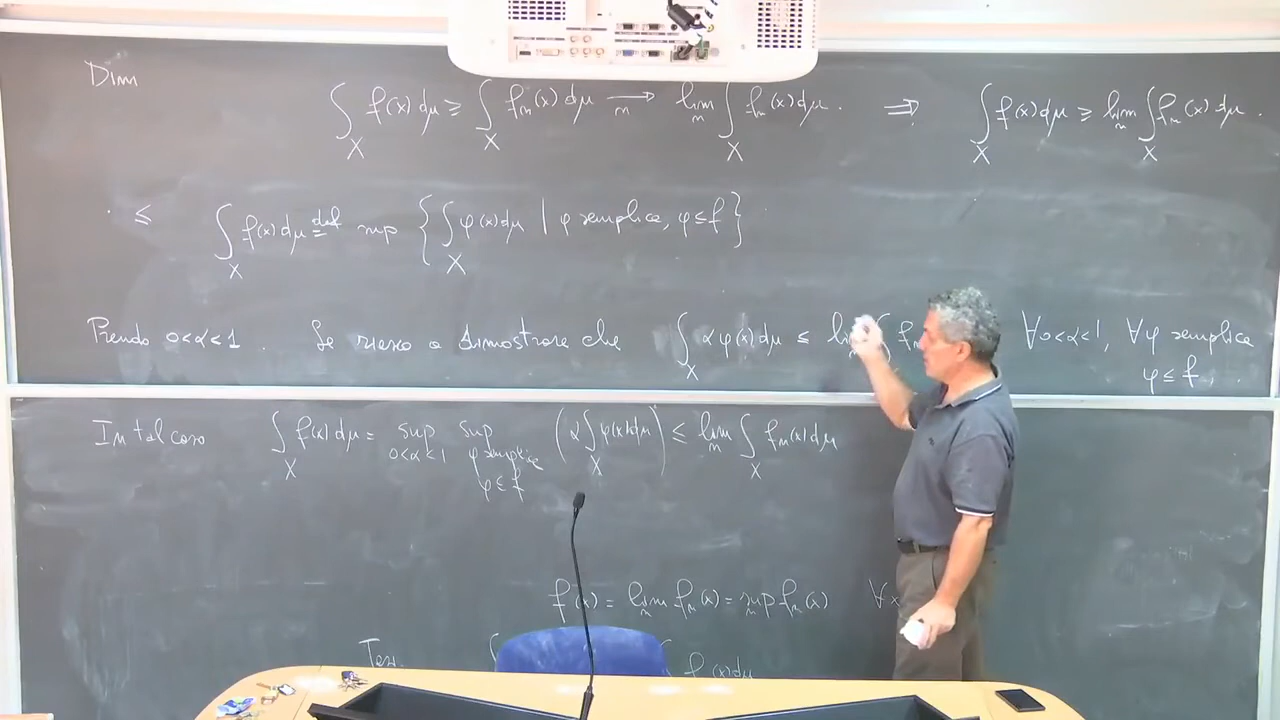 Dim
∫_X f(x)dμ ≥ ∫_X f_n(x)dμ →_n lim_n ∫_X f_n(x)dμ. ⇒ ∫_X f(x)dμ ≥ lim_n ∫_X f_n(x)dμ.
· ≤ ∫_X f(x)dμ =^def sup { ∫_X φ(x)dμ | φ semplice, φ≤f }
Prendo 0<α<1. Se riesco a dimostrare che ∫_X α φ(x)dμ ≤ lim ∫ f_n ∀0<α<1, ∀φ semplice
φ≤f,
In tal caso ∫_X f(x)dμ = sup_{0<α<1} sup_{φ semplice φ≤f} (α∫_X φ(x)dμ) ≤ lim_n ∫_X f_n(x)dμ
f(x) = lim_n f_n(x) = sup_n f_n(x) ∀x
Tesi. f(x)dμ